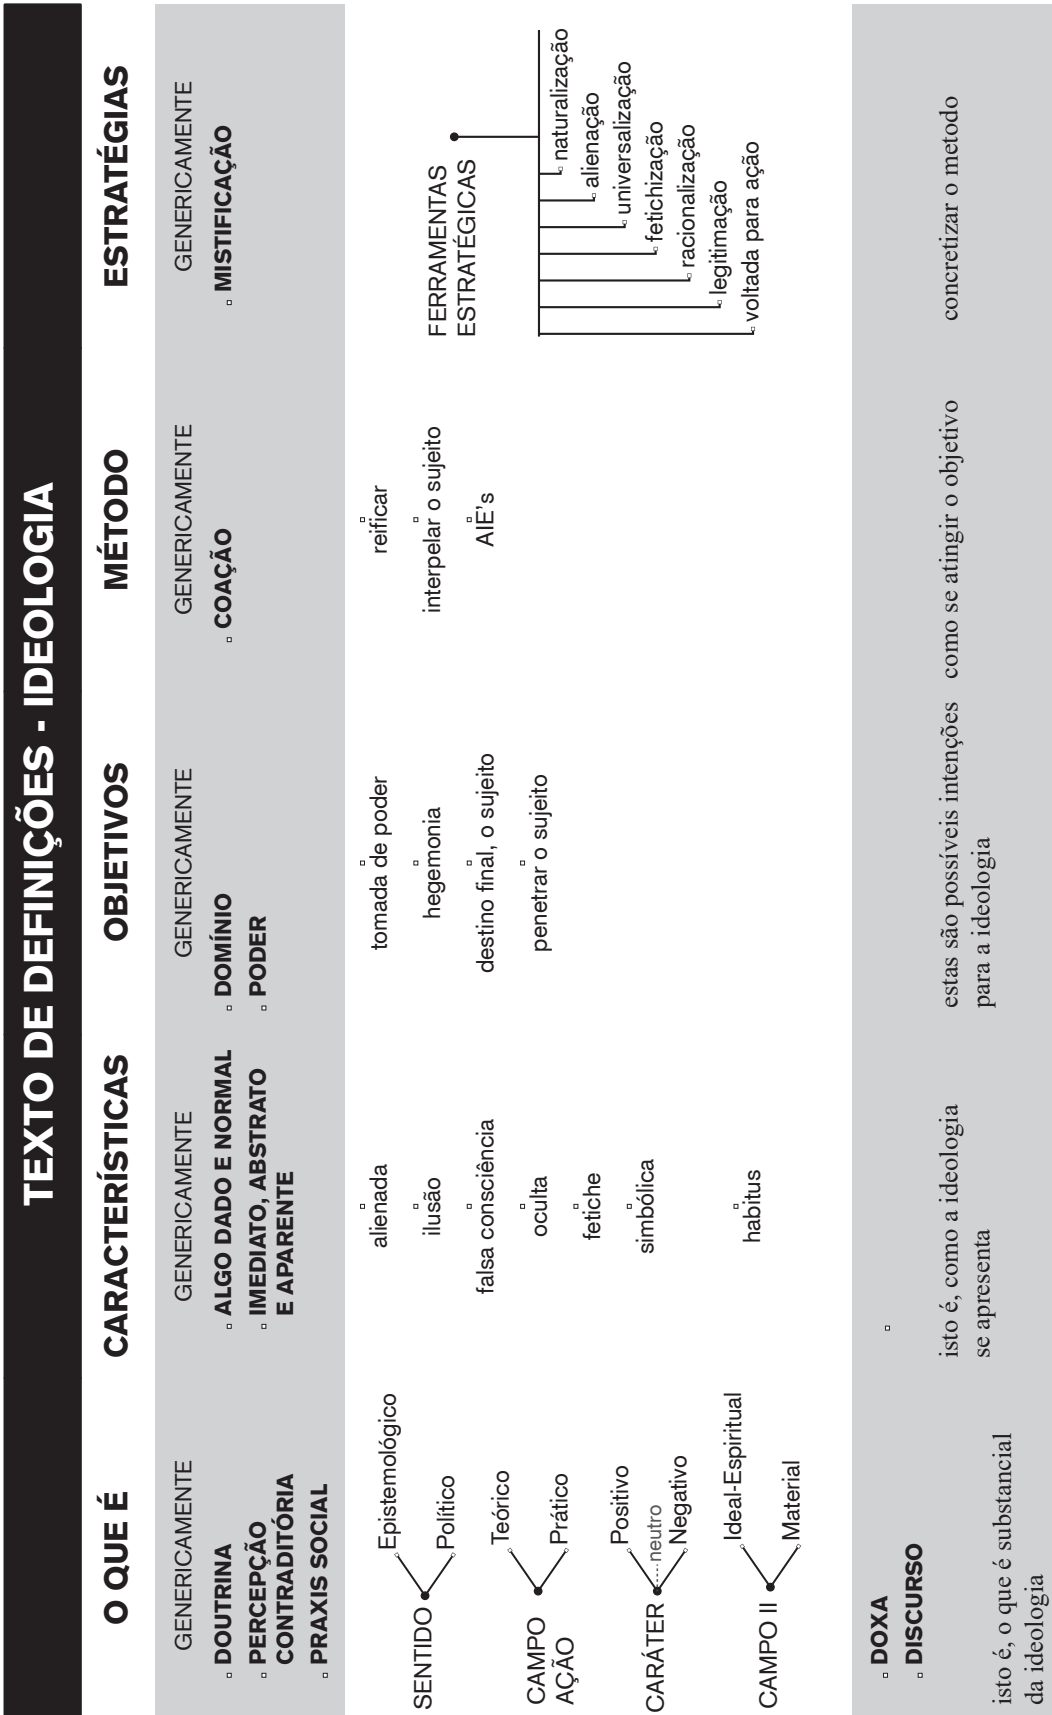 TEXTO DE DEFINIÇÕES - IDEOLOGIA
O QUE É
GENERICAMENTE
DOUTRINA
PERCEPÇÃO
CONTRADITÓRIA
PRAXIS SOCIAL
SENTIDO
Epistemológico
Político
CAMPO
AÇÃO
Teórico
Prático
CARÁTER
Positivo
neutro
Negativo
CAMPO II
Ideal-Espiritual
Material
DOXA
DISCURSO
isto é, o que é substancial
da ideologia
CARACTERÍSTICAS
GENERICAMENTE
ALGO DADO E NORMAL
IMEDIATO, ABSTRATO
E APARENTE
alienada
ilusão
falsa consciência
oculta
fetiche
simbólica
habitus
isto é, como a ideologia
se apresenta
OBJETIVOS
GENERICAMENTE
DOMÍNIO
PODER
tomada de poder
hegemonia
destino final, o sujeito
penetrar o sujeito
estas são possíveis intenções
para a ideologia
MÉTODO
GENERICAMENTE
COAÇÃO
reificar
interpelar o sujeito
AIE's
como se atingir o objetivo
ESTRATÉGIAS
GENERICAMENTE
MISTIFICAÇÃO
FERRAMENTAS
ESTRATÉGICAS
naturalização
alienação
universalização
fetichização
racionalização
legitimação
voltada para ação
concretizar o metodo